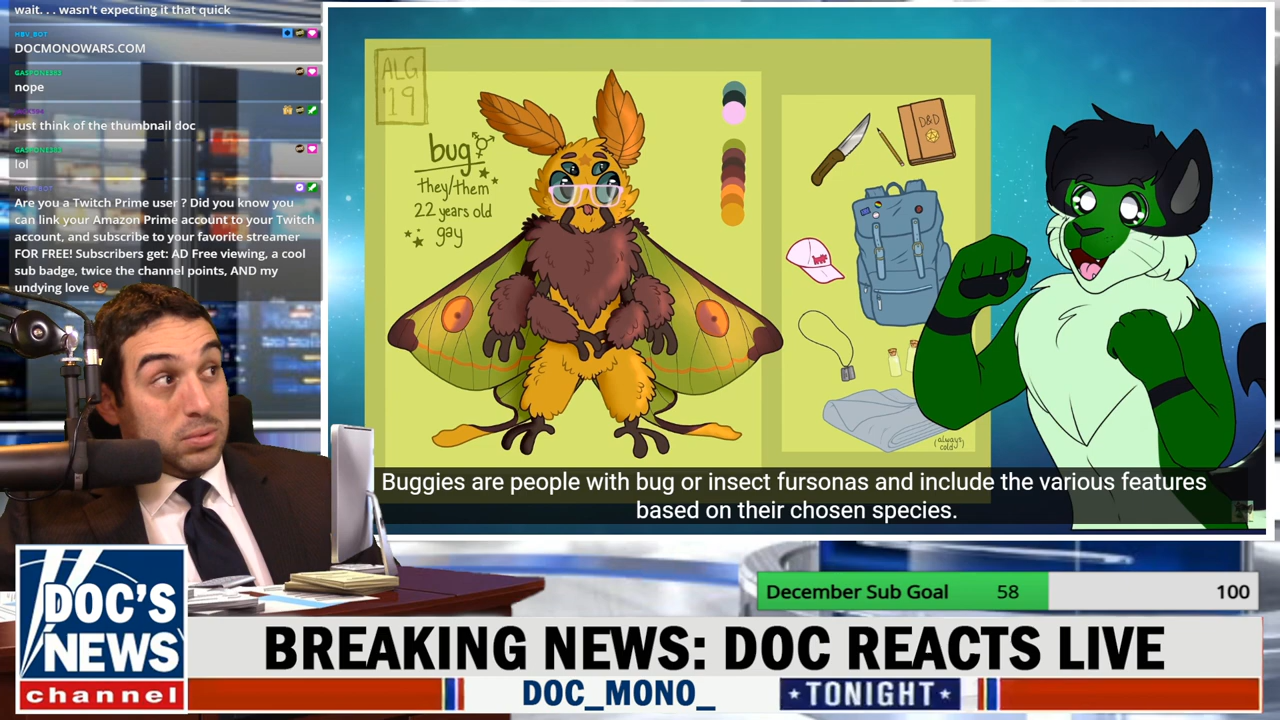 wait. . . wasn't expecting it that quick
HBV_BOT
DOCMONOWARS.COM
nope
just think of the thumbnail doc
lol
Are you a Twitch Prime user ? Did you know you
can link your Amazon Prime account to your Twitch
account, and subscribe to your favorite streamer
FOR FREE! Subscribers get: AD Free viewing, a cool
sub badge, twice the channel points, AND my
undying love
ALG
'19
bug
they/them
22 years old
gay
D&D
(always cold)
Buggies are people with bug or insect fursonas and include the various features
based on their chosen species.
December Sub Goal 58 100
DOC'S
NEWS
channel
BREAKING NEWS: DOC REACTS LIVE
DOC_MONO_
TONIGHT